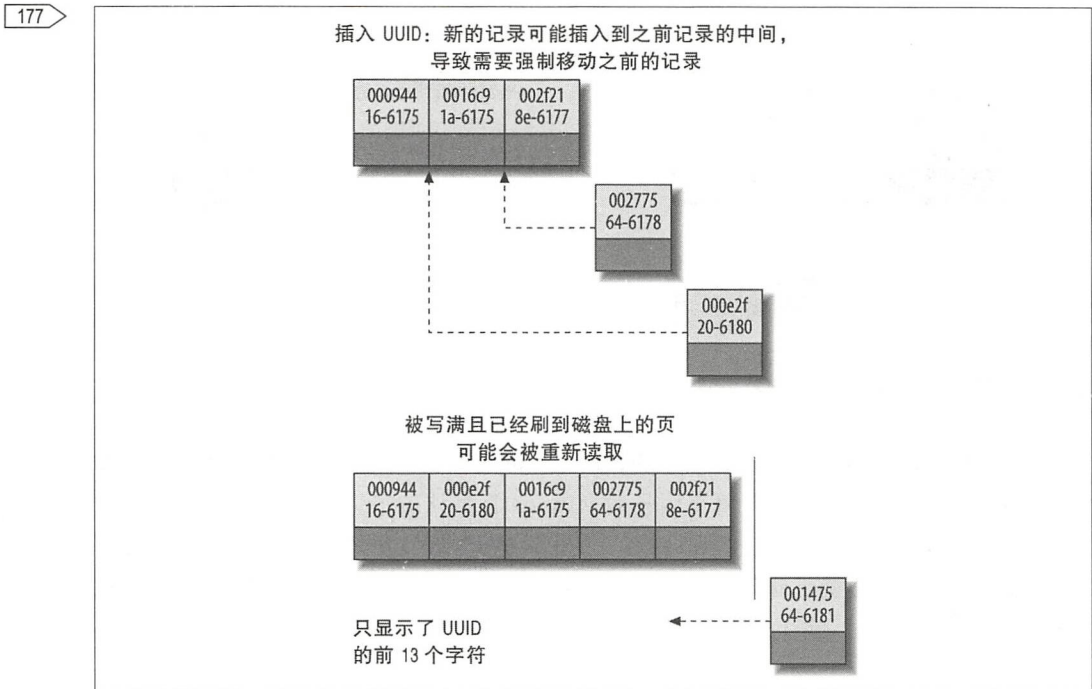 177
插入 UUID：新的记录可能插入到之前记录的中间，
导致需要强制移动之前的记录
000944 0016c9 002f21
16-6175 1a-6175 8e-6177
002775
64-6178
000e2f
20-6180
被写满且已经刷到磁盘上的页
可能会被重新读取
000944 000e2f 0016c9 002775 002f21
16-6175 20-6180 1a-6175 64-6178 8e-6177
001475
64-6181
只显示了 UUID
的前 13 个字符